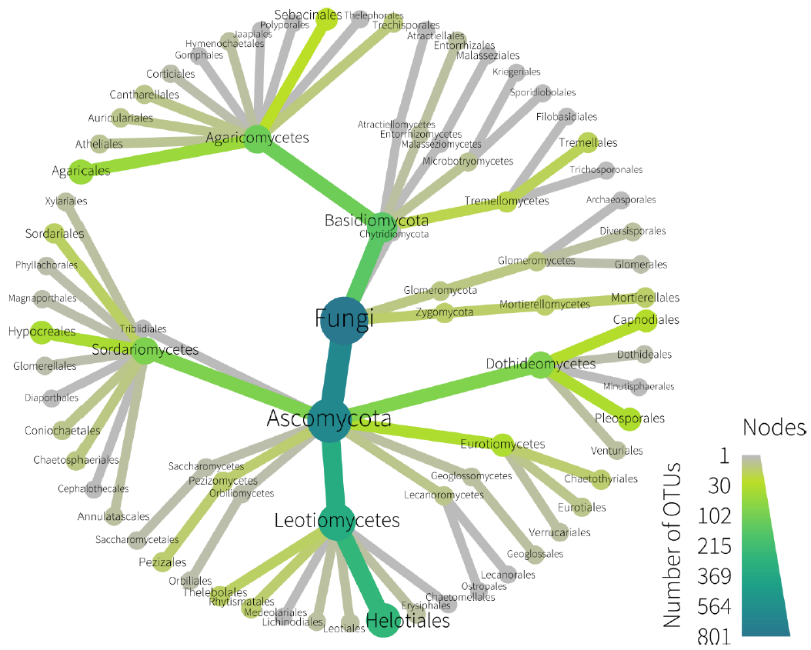 Sebacinales
Thelephorales
Jaapiales
Polyporales
Trechisporales
Hymenochaetales
Atractiellales
Gomphales
Entorrhizales
Malasseziales
Corticiales
Kriegeriales
Cantharellales
Sporidiobolales
Auriculariales
Filobasidiales
Atractiellomycetes
Agaricomycetes
Entorrhizomycetes
Atheliales
Malasseziomycetes
Tremellales
Microbotryomycetes
Agaricales
Trichosporonales
Xylariales
Tremellomycetes
Archaeosporales
Basidiomycota
Chytridiomycota
Sordariales
Diversisporales
Phyllachorales
Glomeromycetes
Glomerales
Glomeromycota
Magnaporthales
Mortierellales
Mortierellomycetes
Zygomycota
Fungi
Capnodiales
Hypocreales
Tribliidiales
Sordariomycetes
Dothideales
Glomerellales
Dothideomycetes
Minutisphaerales
Diaporthales
Ascomycota
Pleosporales
Nodes
Coniochaetales
Eurotiomycetes
Venturiales
Chaetosphaeriales
Saccharomycetes
Pezizomycetes
Geoglossomycetes
Chaetothyriales
Cephalothecales
Orbiliomycetes
Lecanoromycetes
Eurotiales
Annulatascales
Leotiomycetes
Verrucariales
Saccharomycetales
Geoglossales
Pezizales
Lecanorales
Orbiliales
Ostropales
Thelebolales
Chaetomellales
Rhytismatales
Erysiphales
Medeolariales
Lichinodiales
Leotiales
Helotiales
Number of OTUs
1
30
102
215
369
564
801